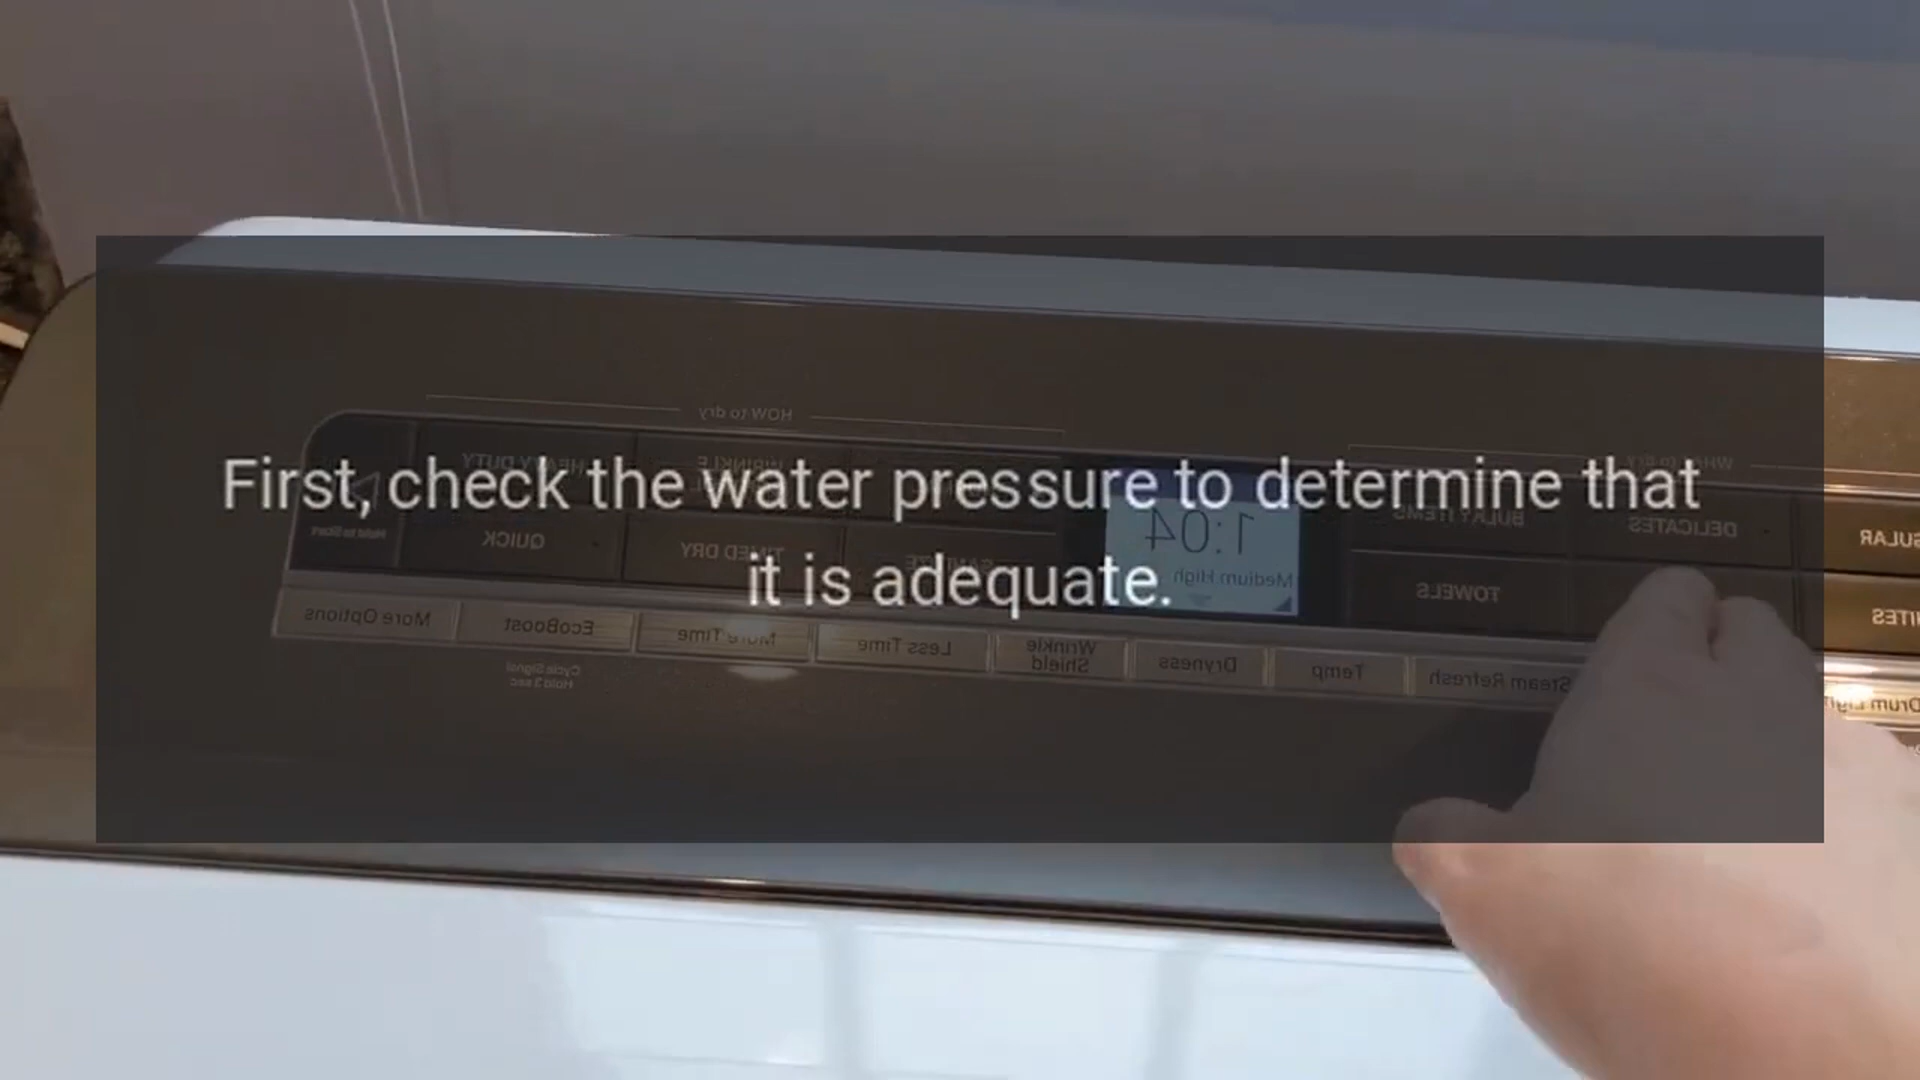 First, check the water pressure to determine that
it is adequate.
HOW to dry
HEAVY DUTY
WRINKLE
BULKY ITEMS
DELICATES
1:04
Medium High
Hold to Start
QUICK
TIMED DRY
SANITIZE
TOWELS
More Options
EcoBoost
More Time
Less Time
Wrinkle
Shield
Dryness
Temp
Steam Refresh
Cycle Signal
Hold 3 sec